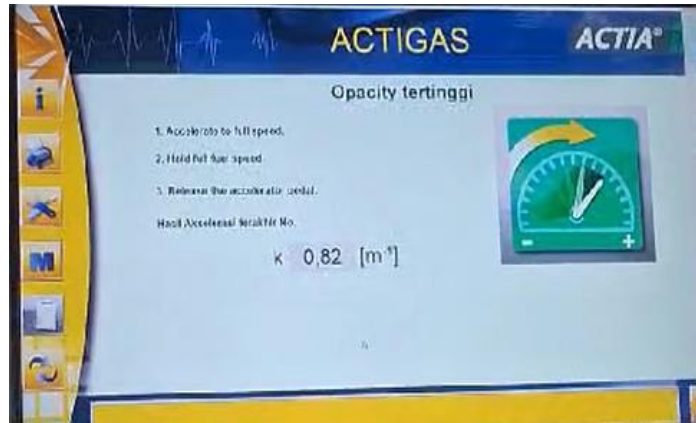 ACTIGAS
ACTIA®
Opacity tertinggi
1. Accelerate to full speed.
2. Hold full fuel speed
3. Release the accelerator pedal.
Hasil Akselerasi terakhir No.
K 0,82 [m⁻¹]
i
M
- +